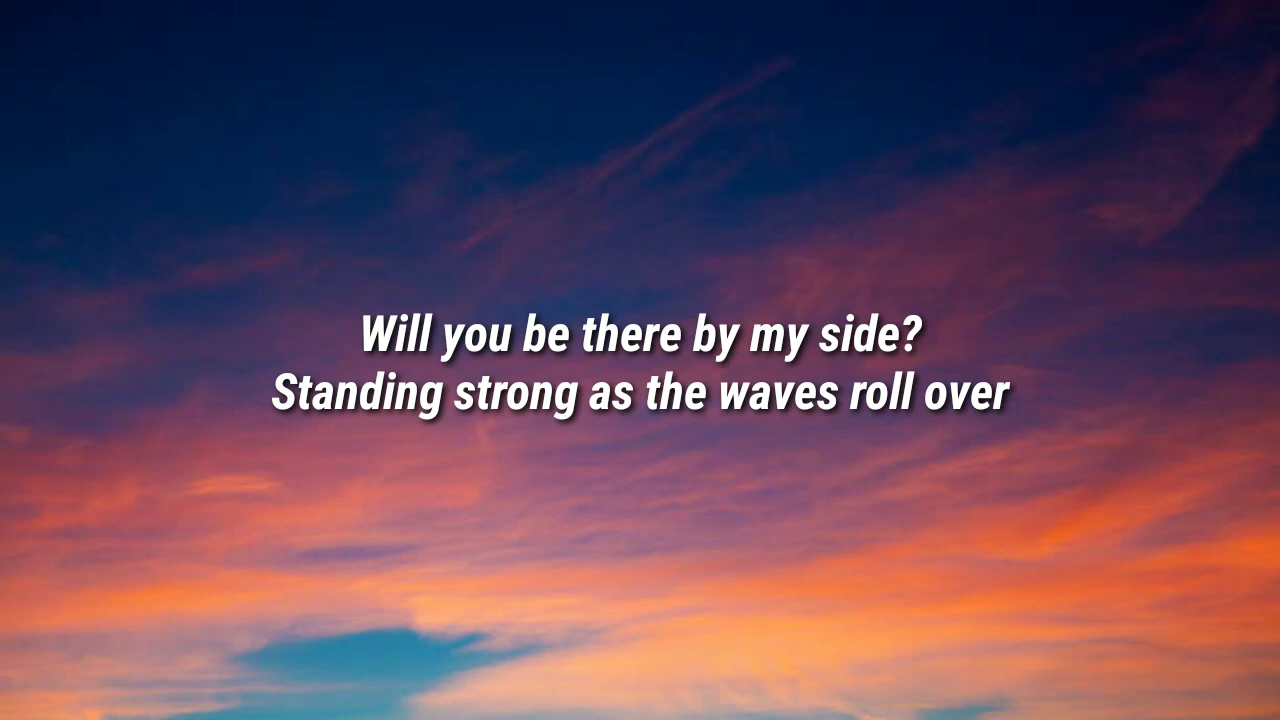 Will you be there by my side?
Standing strong as the waves roll over